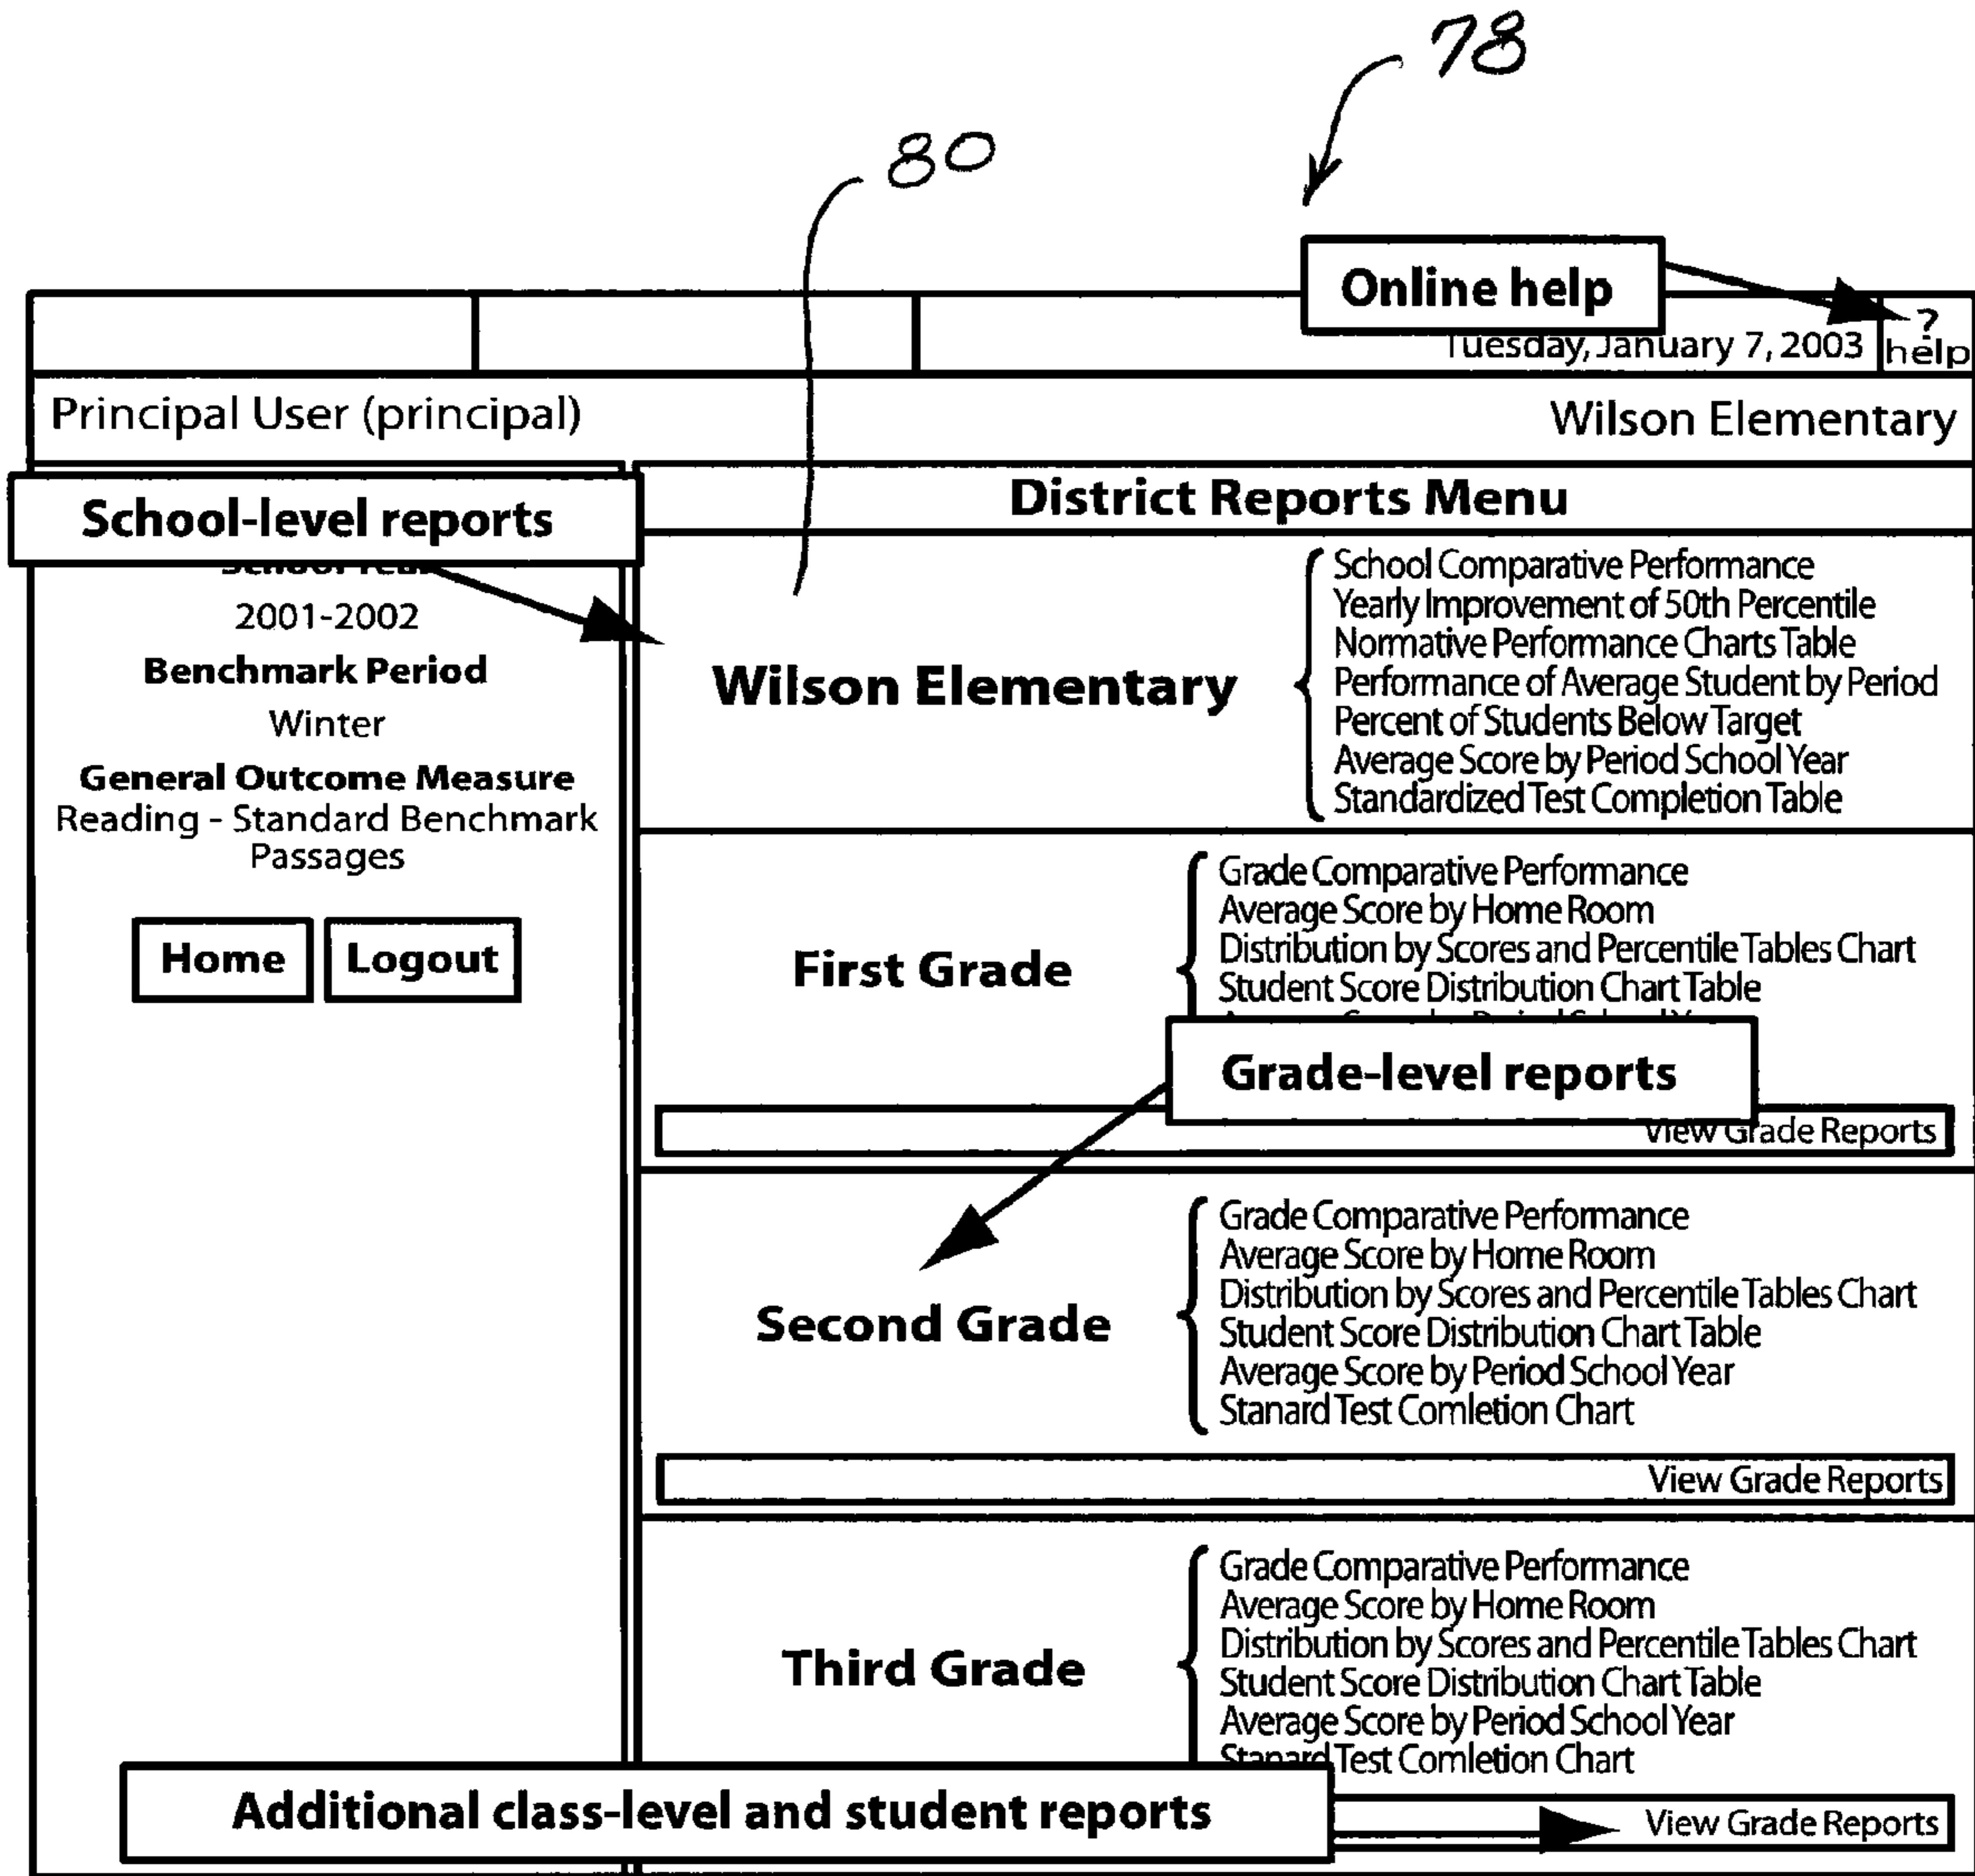 78
80
Online help
Tuesday, January 7, 2003
?
help
Principal User (principal)
Wilson Elementary
School-level reports
District Reports Menu
2001-2002
Benchmark Period
Winter
General Outcome Measure
Reading - Standard Benchmark
Passages
Home
Logout
Wilson Elementary
School Comparative Performance
Yearly Improvement of 50th Percentile
Normative Performance Charts Table
Performance of Average Student by Period
Percent of Students Below Target
Average Score by Period School Year
Standardized Test Completion Table
First Grade
Grade Comparative Performance
Average Score by Home Room
Distribution by Scores and Percentile Tables Chart
Student Score Distribution Chart Table
Grade-level reports
View Grade Reports
Second Grade
Grade Comparative Performance
Average Score by Home Room
Distribution by Scores and Percentile Tables Chart
Student Score Distribution Chart Table
Average Score by Period School Year
Stanard Test Comletion Chart
View Grade Reports
Third Grade
Grade Comparative Performance
Average Score by Home Room
Distribution by Scores and Percentile Tables Chart
Student Score Distribution Chart Table
Average Score by Period School Year
Stanard Test Comletion Chart
Additional class-level and student reports
View Grade Reports